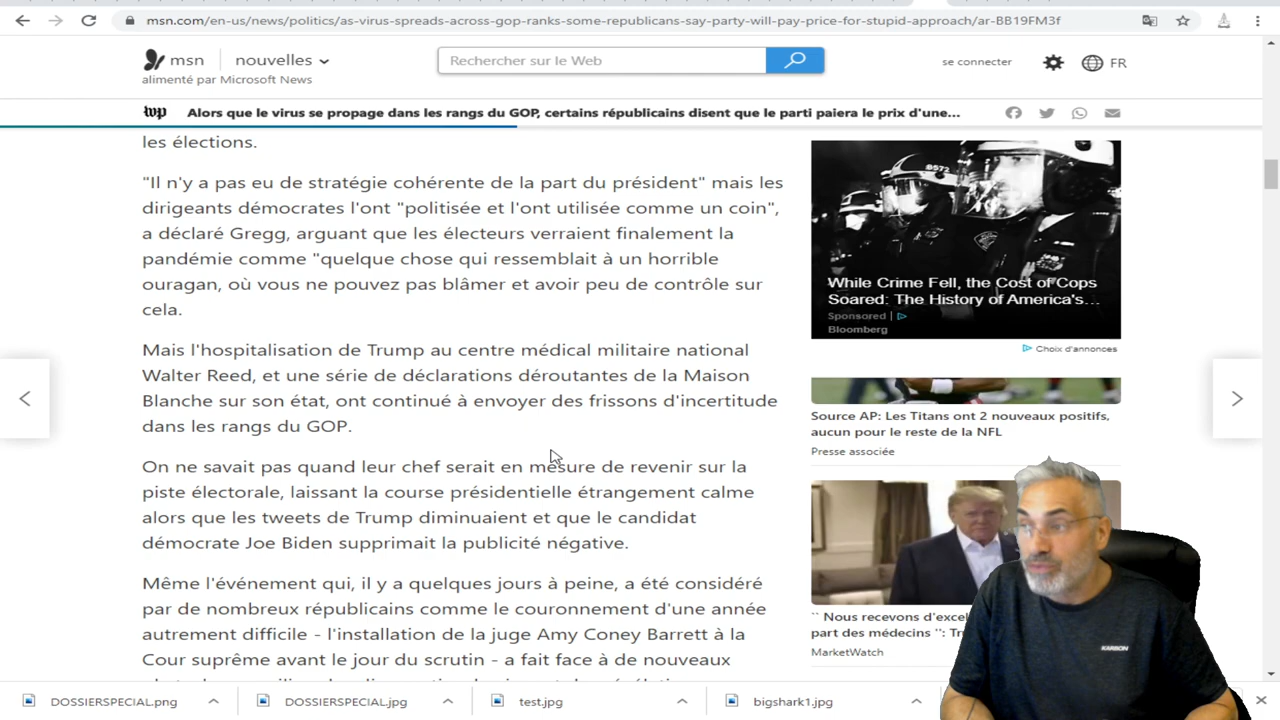 msn.com/en-us/news/politics/as-virus-spreads-across-gop-ranks-some-republicans-say-party-will-pay-price-for-stupid-approach/ar-BB19FM3f
msn
nouvelles
Rechercher sur le Web
se connecter
FR
alimenté par Microsoft News
wp
Alors que le virus se propage dans les rangs du GOP, certains républicains disent que le parti paiera le prix d'une...
les élections.
"Il n'y a pas eu de stratégie cohérente de la part du président" mais les
dirigeants démocrates l'ont "politisée et l'ont utilisée comme un coin",
a déclaré Gregg, arguant que les électeurs verraient finalement la
pandémie comme "quelque chose qui ressemblait à un horrible
ouragan, où vous ne pouvez pas blâmer et avoir peu de contrôle sur
cela.
Mais l'hospitalisation de Trump au centre médical militaire national
Walter Reed, et une série de déclarations déroutantes de la Maison
Blanche sur son état, ont continué à envoyer des frissons d'incertitude
dans les rangs du GOP.
On ne savait pas quand leur chef serait en mesure de revenir sur la
piste électorale, laissant la course présidentielle étrangement calme
alors que les tweets de Trump diminuaient et que le candidat
démocrate Joe Biden supprimait la publicité négative.
Même l'événement qui, il y a quelques jours à peine, a été considéré
par de nombreux républicains comme le couronnement d'une année
autrement difficile - l'installation de la juge Amy Coney Barrett à la
Cour suprême avant le jour du scrutin - a fait face à de nouveaux
8572
While Crime Fell, the Cost of Cops
Soared: The History of America's...
Sponsored
Bloomberg
Choix d'annonces
Source AP: Les Titans ont 2 nouveaux positifs,
aucun pour le reste de la NFL
Presse associée
`` Nous recevons d'excel
part des médecins '': Tr
MarketWatch
KARBON
DOSSIERSPECIAL.png
DOSSIERSPECIAL.jpg
test.jpg
bigshark1.jpg